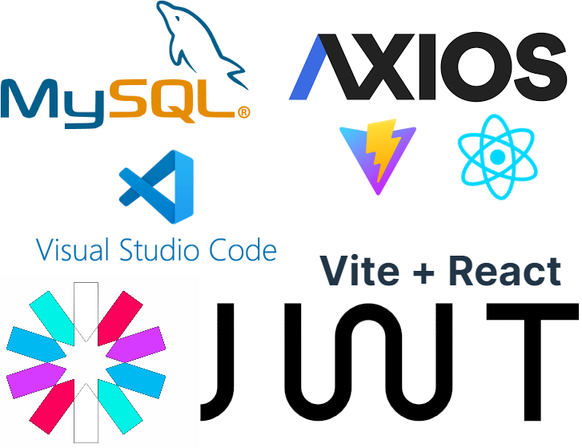 MySQL®
AXIOS
Visual Studio Code
Vite + React
JWT